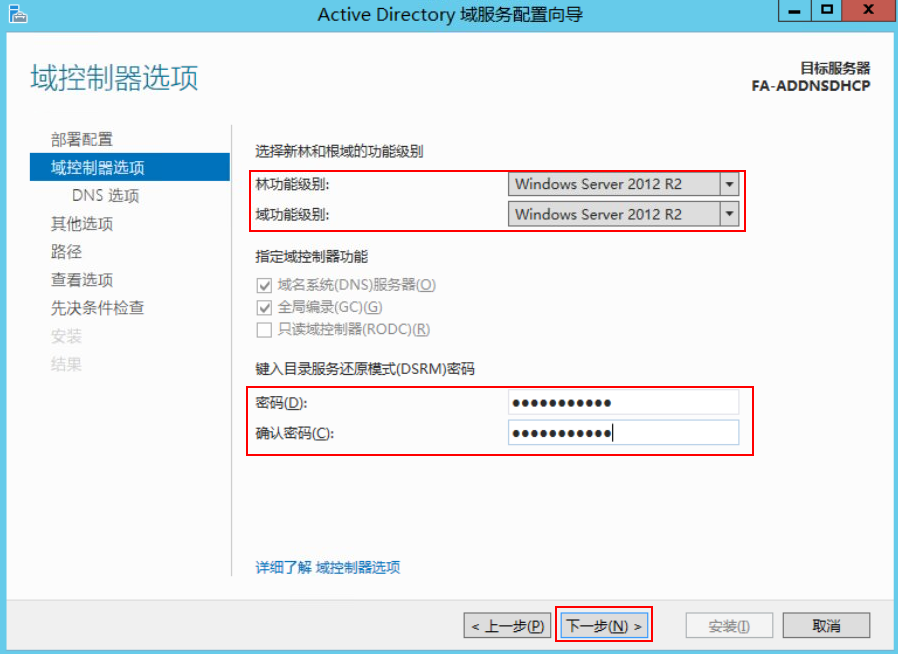 Active Directory 域服务配置向导
域控制器选项
目标服务器
FA-ADDNSDHCP
部署配置
域控制器选项
DNS 选项
其他选项
路径
查看选项
先决条件检查
安装
结果
选择新林和根域的功能级别
林功能级别: Windows Server 2012 R2
域功能级别: Windows Server 2012 R2
指定域控制器功能
域名系统(DNS)服务器(O)
全局编录(GC)(G)
只读域控制器(RODC)(R)
键入目录服务还原模式(DSRM)密码
密码(D): ●●●●●●●●●●●
确认密码(C): ●●●●●●●●●●●
详细了解 域控制器选项
< 上一步(P) 下一步(N) > 安装(I) 取消